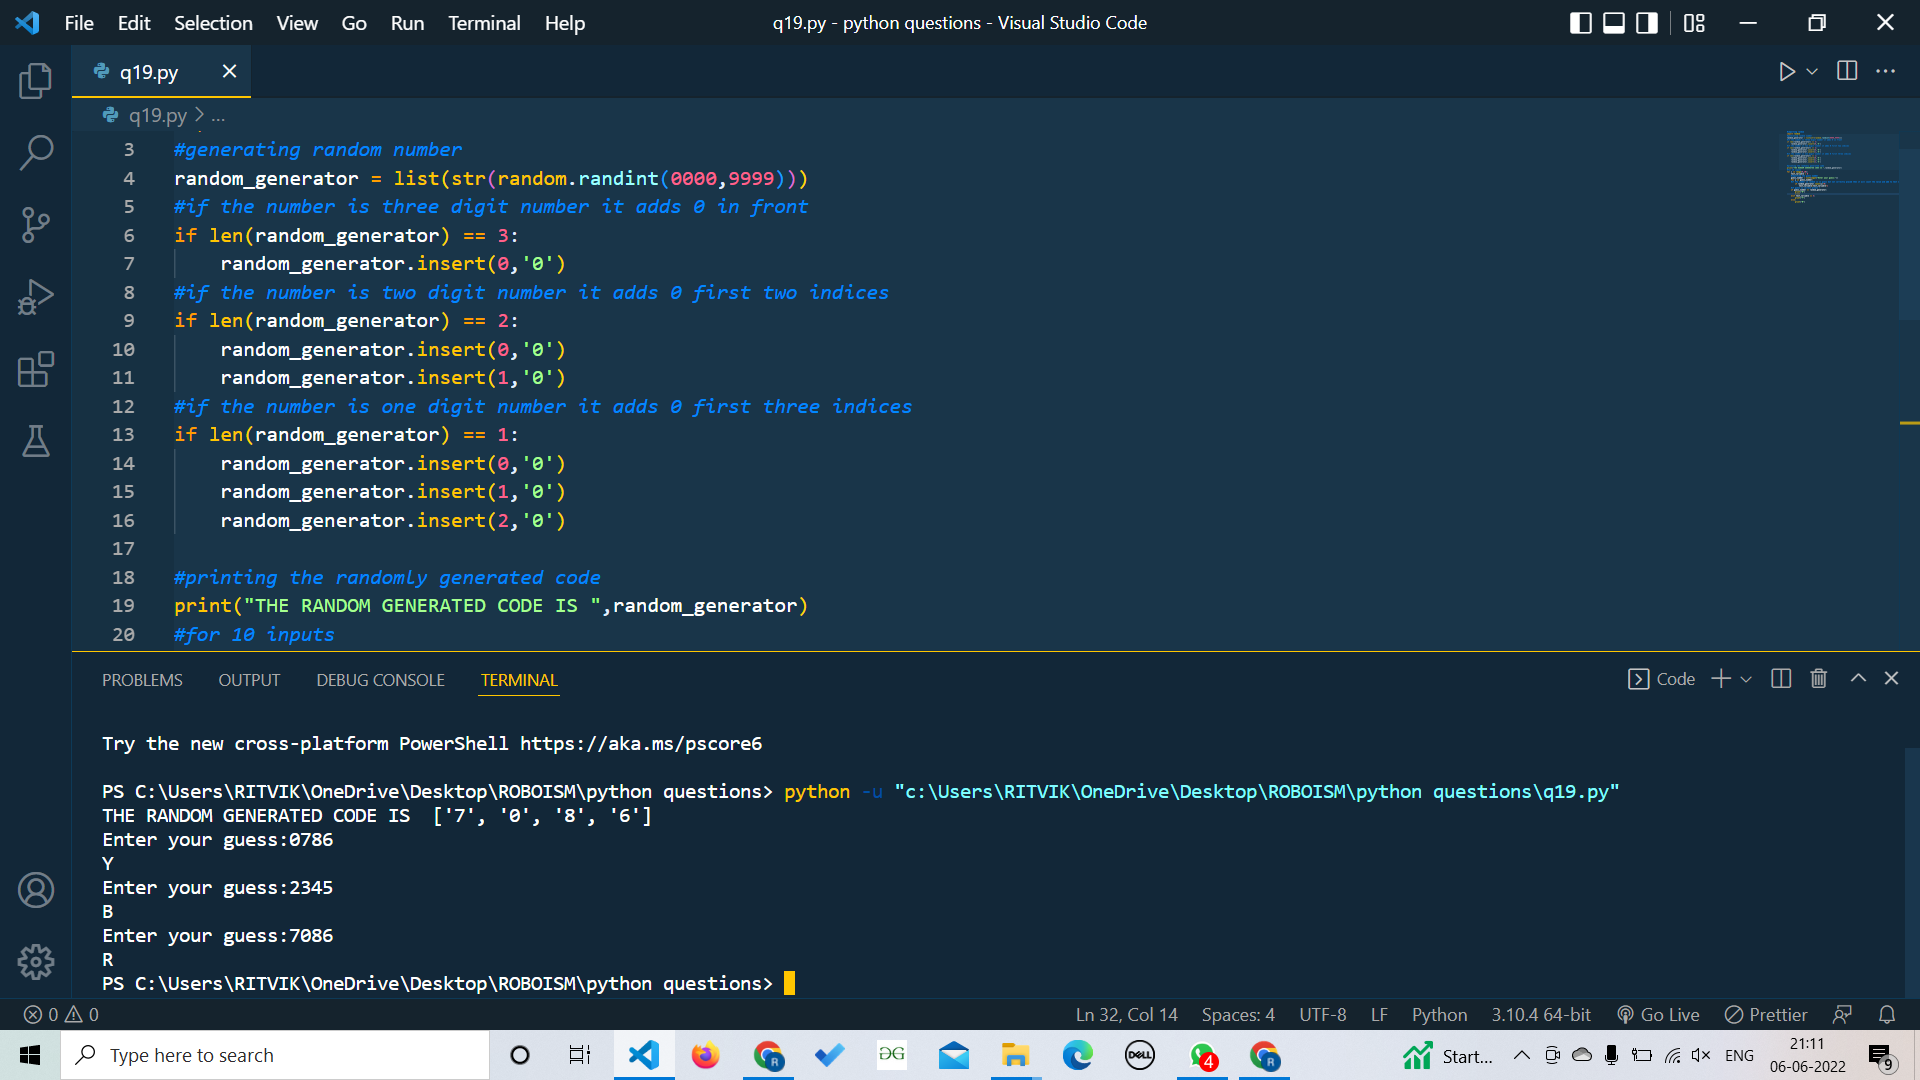 File Edit Selection View Go Run Terminal Help q19.py - python questions - Visual Studio Code
q19.py
q19.py > ...
3 #generating random number
4 random_generator = list(str(random.randint(0000,9999)))
5 #if the number is three digit number it adds 0 in front
6 if len(random_generator) == 3:
7     random_generator.insert(0,'0')
8 #if the number is two digit number it adds 0 first two indices
9 if len(random_generator) == 2:
10     random_generator.insert(0,'0')
11     random_generator.insert(1,'0')
12 #if the number is one digit number it adds 0 first three indices
13 if len(random_generator) == 1:
14     random_generator.insert(0,'0')
15     random_generator.insert(1,'0')
16     random_generator.insert(2,'0')
17
18 #printing the randomly generated code
19 print("THE RANDOM GENERATED CODE IS ",random_generator)
20 #for 10 inputs
PROBLEMS OUTPUT DEBUG CONSOLE TERMINAL Code
Try the new cross-platform PowerShell https://aka.ms/pscore6
PS C:\Users\RITVIK\OneDrive\Desktop\ROBOISM\python questions> python -u "c:\Users\RITVIK\OneDrive\Desktop\ROBOISM\python questions\q19.py"
THE RANDOM GENERATED CODE IS  ['7', '0', '8', '6']
Enter your guess:0786
Y
Enter your guess:2345
B
Enter your guess:7086
R
PS C:\Users\RITVIK\OneDrive\Desktop\ROBOISM\python questions>
0 0 Ln 32, Col 14 Spaces: 4 UTF-8 LF Python 3.10.4 64-bit Go Live Prettier
Type here to search R DELL 4 R Start... ENG 21:11
06-06-2022 9